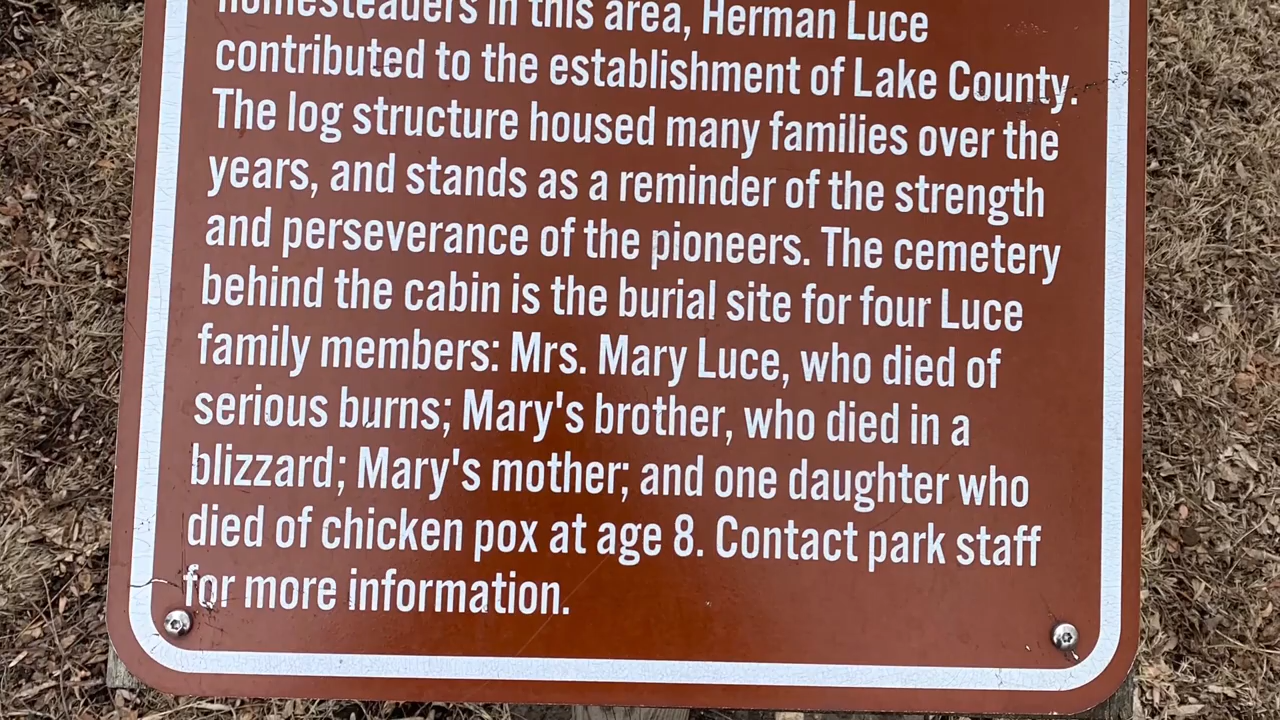 homesteaders in this area, Herman Luce
contributed to the establishment of Lake County.
The log structure housed many families over the
years, and stands as a reminder of the strength
and perseverance of the pioneers. The cemetery
behind the cabin is the burial site for four Luce
family members: Mrs. Mary Luce, who died of
serious burns; Mary's brother, who died in a
blizzard; Mary's mother; and one daughter who
died of chicken pox at age 8. Contact park staff
for more information.